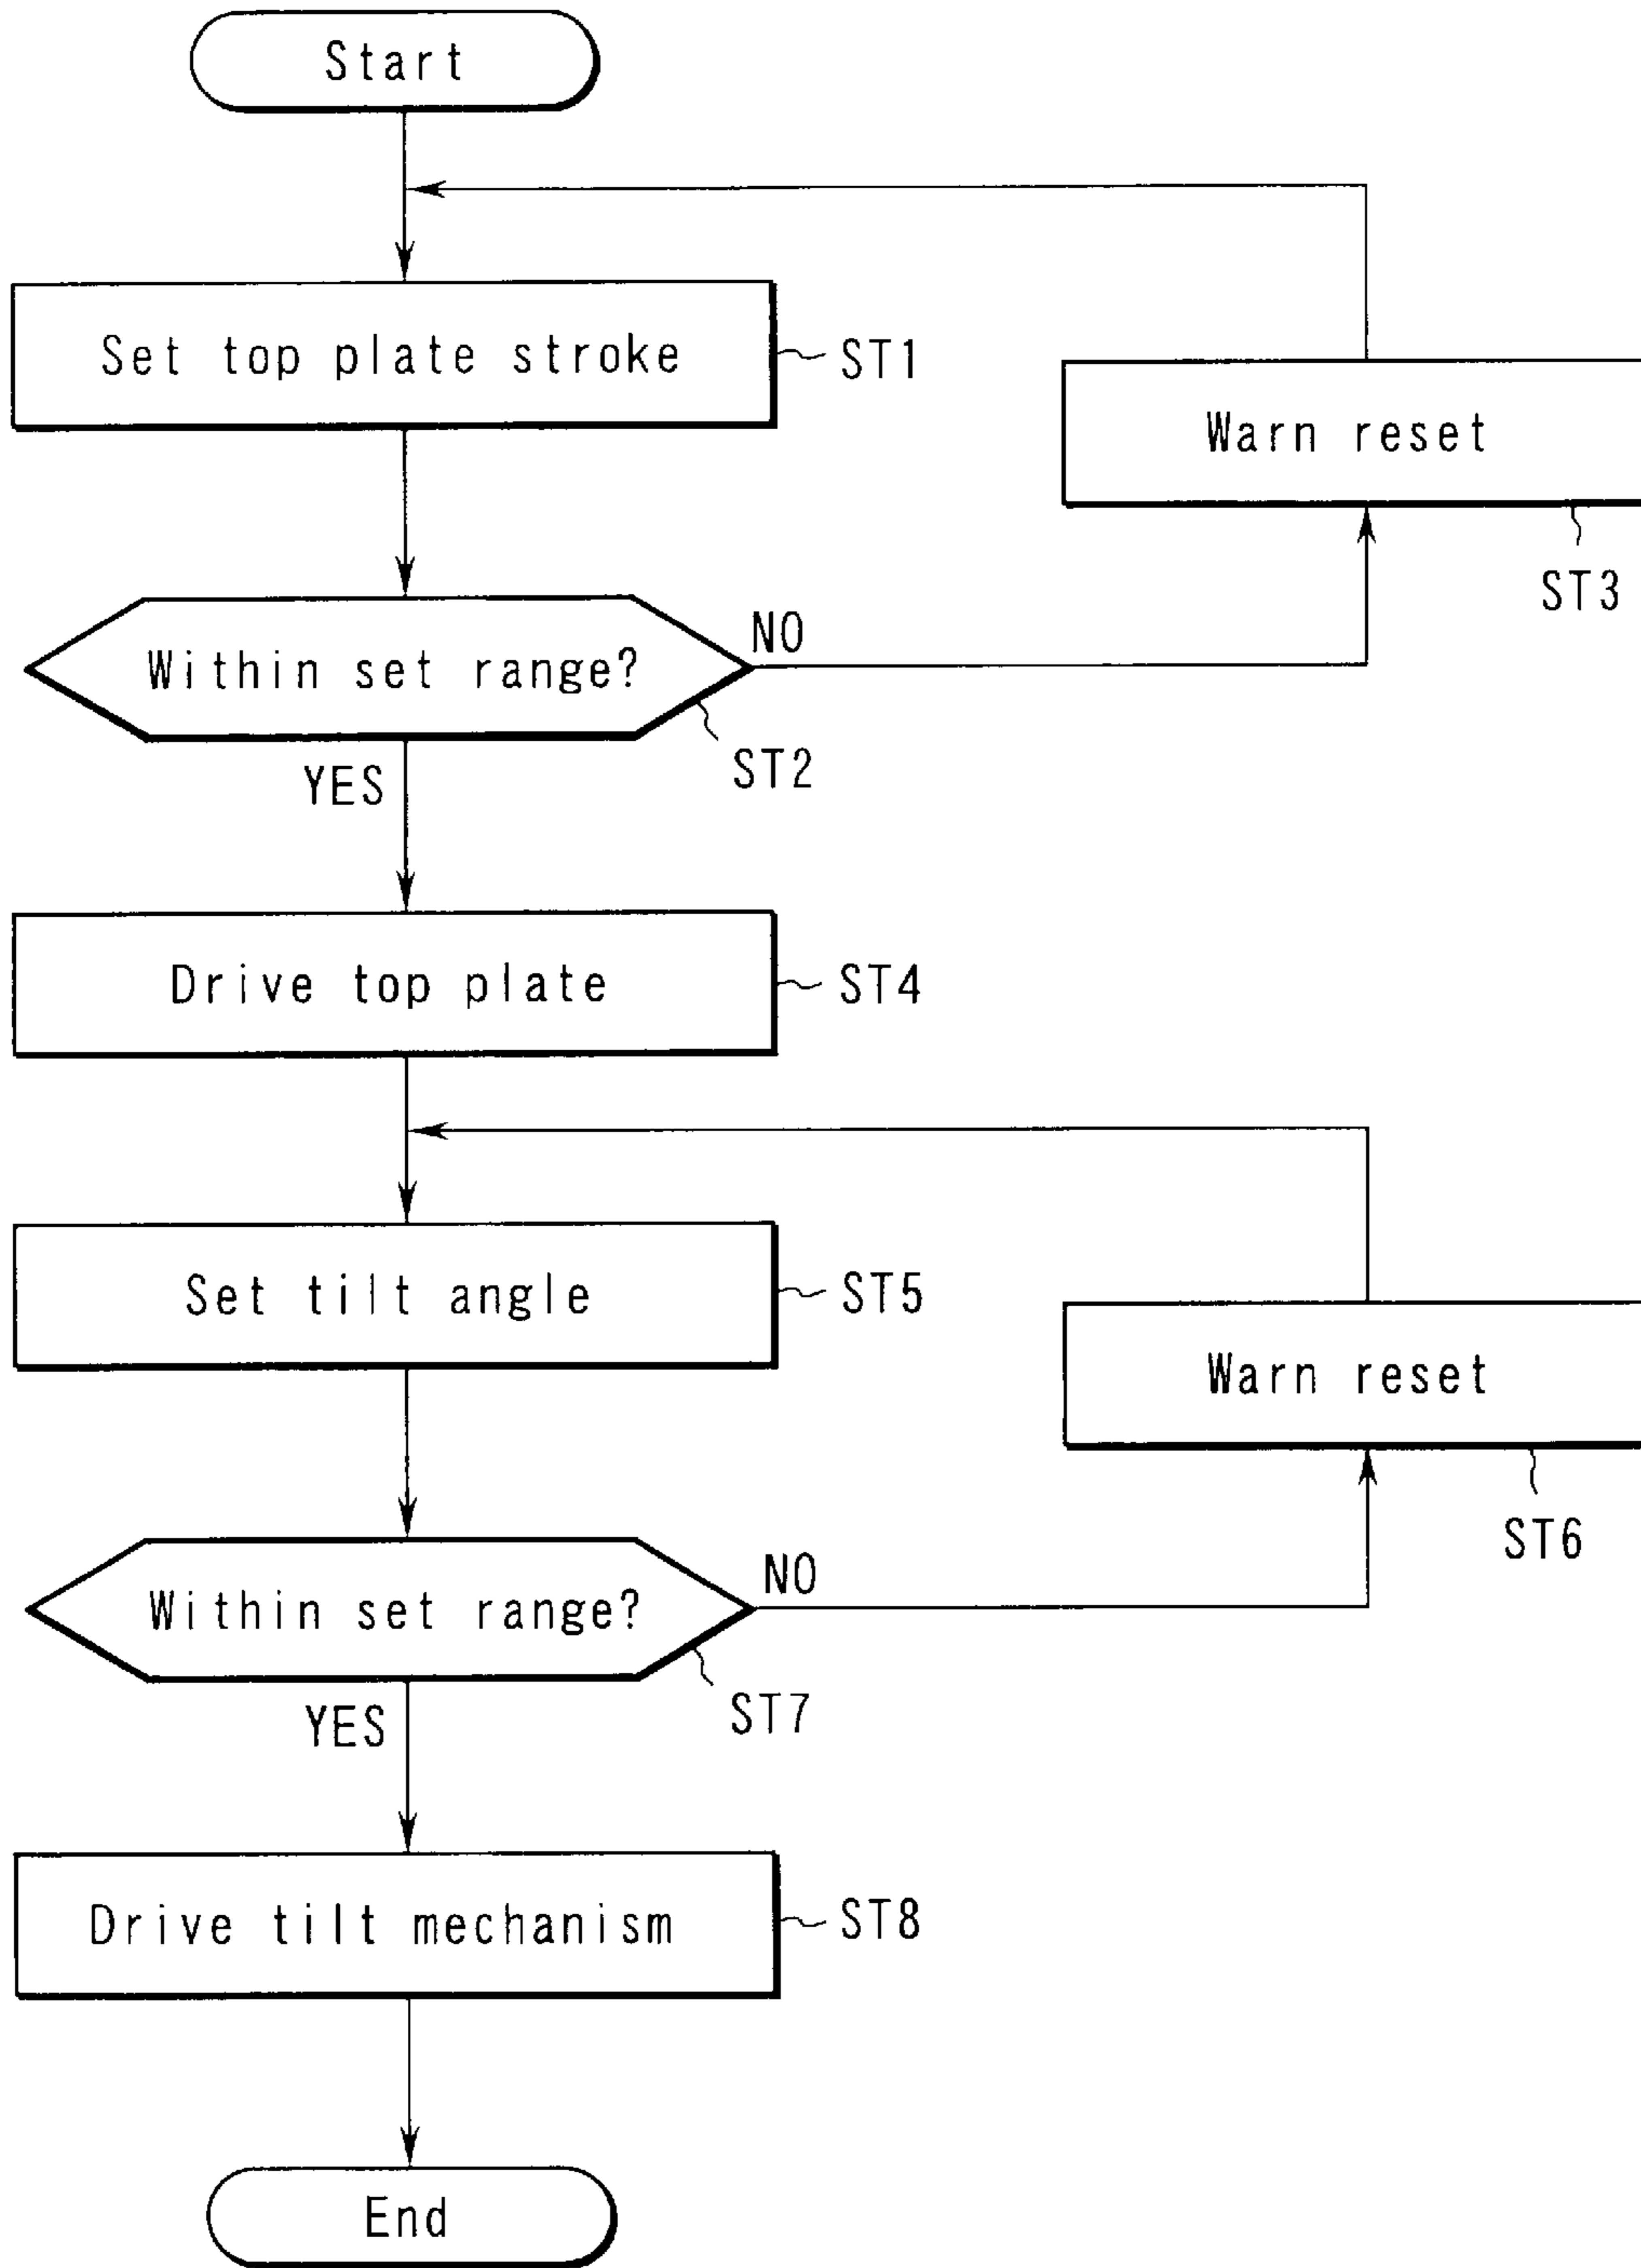 Start
Set top plate stroke
ST1
Warn reset
ST3
Within set range?
NO
ST2
YES
Drive top plate
ST4
Set tilt angle
ST5
Warn reset
ST6
Within set range?
NO
ST7
YES
Drive tilt mechanism
ST8
End